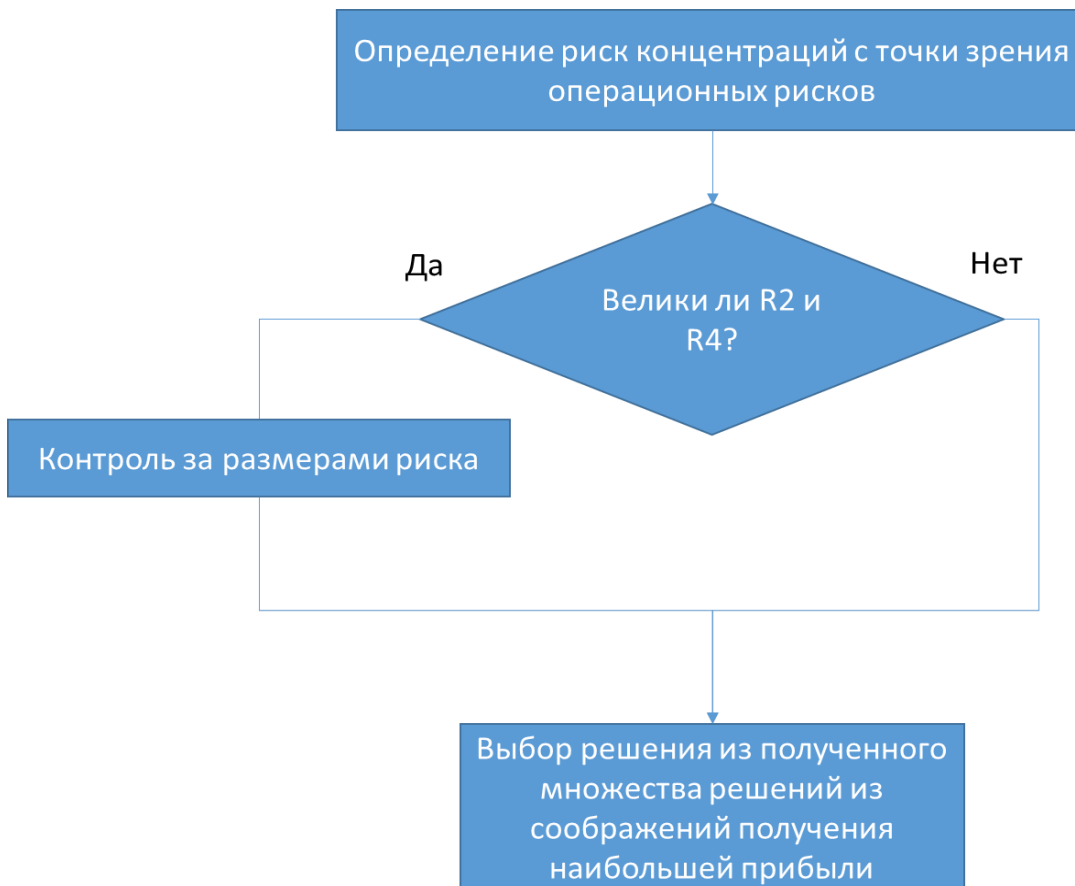 Определение риск концентраций с точки зрения
операционных рисков
Да
Нет
Велики ли R2 и
R4?
Контроль за размерами риска
Выбор решения из полученного
множества решений из
соображений получения
наибольшей прибыли